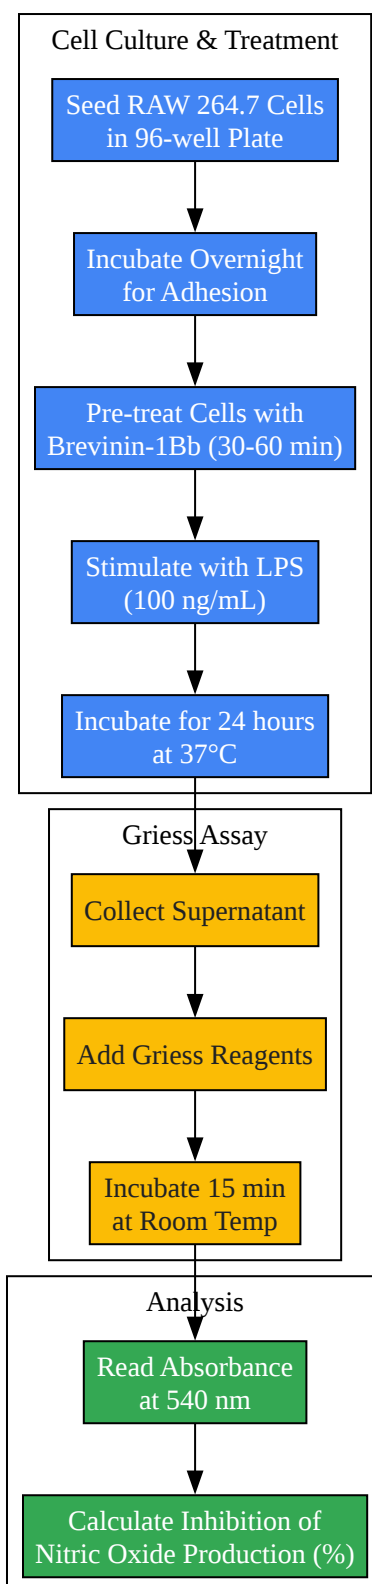 Cell Culture & Treatment
Seed RAW 264.7 Cells
in 96-well Plate
Incubate Overnight
for Adhesion
Pre-treat Cells with
Brevinin-1Bb (30-60 min)
Stimulate with LPS
(100 ng/mL)
Incubate for 24 hours
at 37°C
Griess Assay
Collect Supernatant
Add Griess Reagents
Incubate 15 min
at Room Temp
Analysis
Read Absorbance
at 540 nm
Calculate Inhibition of
Nitric Oxide Production (%)